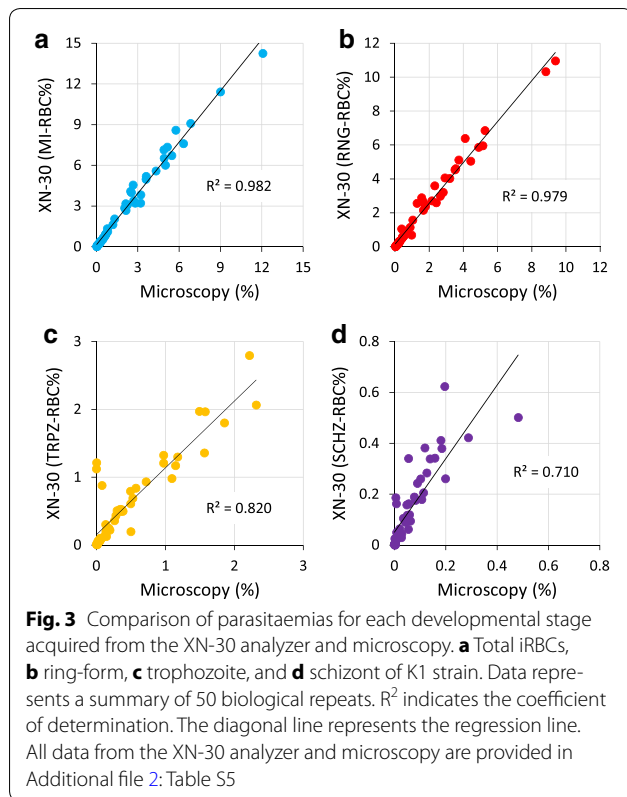 a
XN-30 (MI-RBC%)
15
12
9
6
3
0
R² = 0.982
0 3 6 9 12 15
Microscopy (%)
b
XN-30 (RNG-RBC%)
12
10
8
6
4
2
0
R² = 0.979
0 2 4 6 8 10 12
Microscopy (%)
c
XN-30 (TRPZ-RBC%)
3
2
1
0
R² = 0.820
0 1 2 3
Microscopy (%)
d
XN-30 (SCHZ-RBC%)
0.8
0.6
0.4
0.2
0
R² = 0.710
0 0.2 0.4 0.6 0.8
Microscopy (%)
Fig. 3 Comparison of parasitaemias for each developmental stage
acquired from the XN-30 analyzer and microscopy. a Total iRBCs,
b ring-form, c trophozoite, and d schizont of K1 strain. Data repre-
sents a summary of 50 biological repeats. R² indicates the coefficient
of determination. The diagonal line represents the regression line.
All data from the XN-30 analyzer and microscopy are provided in
Additional file 2: Table S5